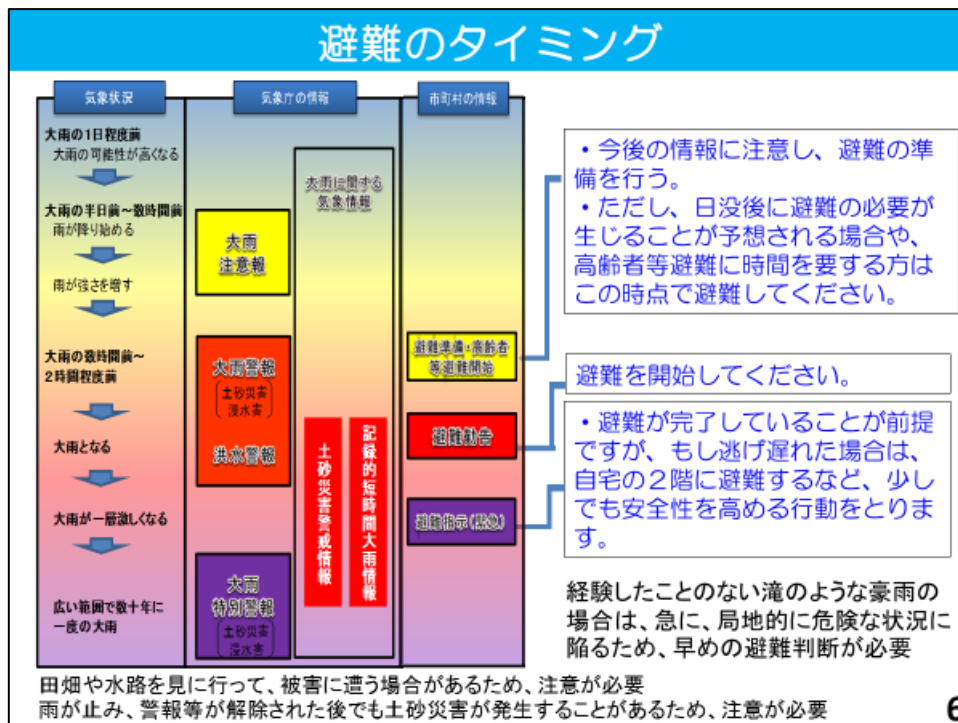 避難のタイミング
気象状況
気象庁の情報
市町村の情報
大雨の1日程度前
大雨の可能性が高くなる
大雨の半日前~数時間前
雨が降り始める
雨が強さを増す
大雨の数時間前~
2時間程度前
大雨となる
大雨が一層激しくなる
広い範囲で数十年に
一度の大雨
大雨
注意報
大雨警報
土砂災害
浸水害
洪水警報
大雨
特別警報
土砂災害
浸水害
大雨に関する
気象情報
土砂災害警戒情報
記録的短時間大雨情報
避難準備・高齢者
等避難開始
避難勧告
避難指示(緊急)
・今後の情報に注意し、避難の準
備を行う。
・ただし、日没後に避難の必要が
生じることが予想される場合や、
高齢者等避難に時間を要する方は
この時点で避難してください。
避難を開始してください。
・避難が完了していることが前提
ですが、もし逃げ遅れた場合は、
自宅の2階に避難するなど、少し
でも安全性を高める行動をとりま
す。
経験したことのない滝のような豪雨の
場合は、急に、局地的に危険な状況に
陥るため、早めの避難判断が必要
田畑や水路を見に行って、被害に遭う場合があるため、注意が必要
雨が止み、警報等が解除された後でも土砂災害が発生することがあるため、注意が必要
6